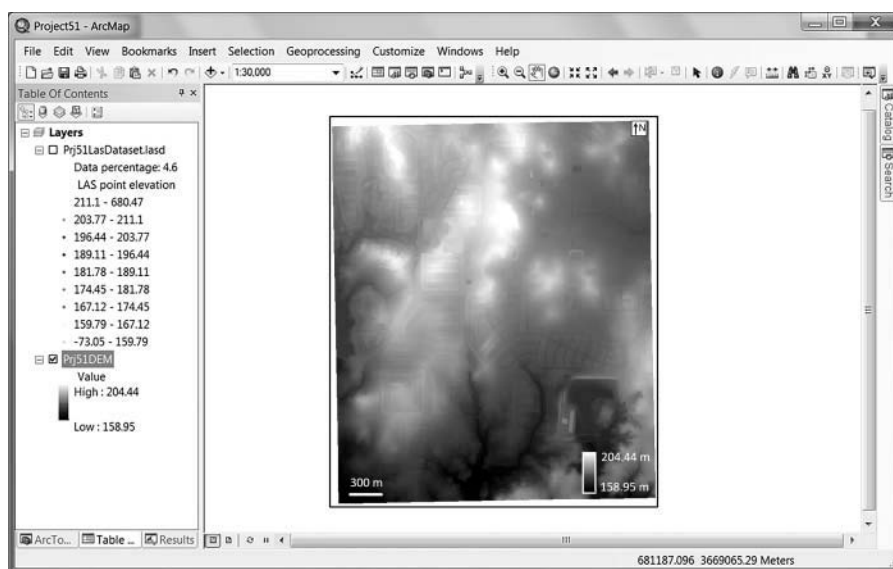 Project51 - ArcMap
File Edit View Bookmarks Insert Selection Geoprocessing Customize Windows Help
1:30,000
Table Of Contents
Layers
Prj51LasDataset.lasd
Data percentage: 4.6
LAS point elevation
211.1 - 680.47
203.77 - 211.1
196.44 - 203.77
189.11 - 196.44
181.78 - 189.11
174.45 - 181.78
167.12 - 174.45
159.79 - 167.12
-73.05 - 159.79
Prj51DEM
Value
High : 204.44
Low : 158.95
N
300 m
204.44 m
158.95 m
Catalog
Search
ArcTo... Table ... Results
681187.096 3669065.29 Meters